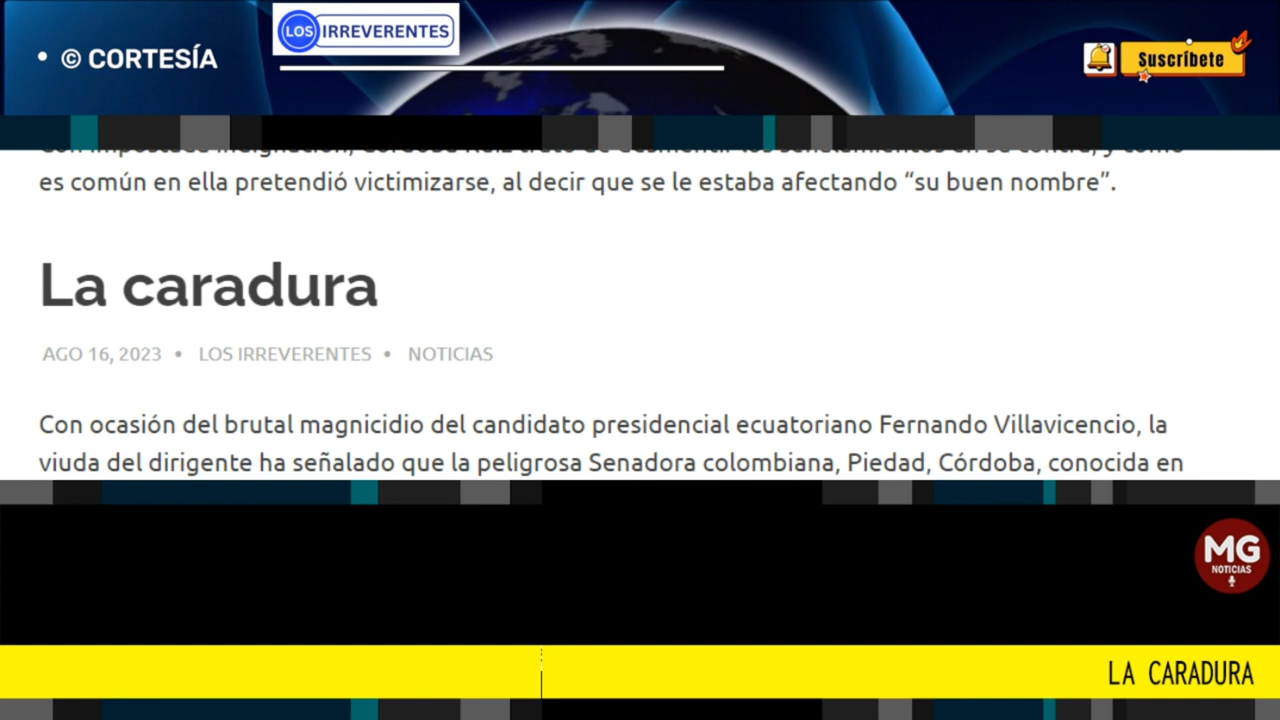 • © CORTESÍA
LOS IRREVERENTES
Suscríbete
es común en ella pretendió victimizarse, al decir que se le estaba afectando “su buen nombre”.
La caradura
AGO 16, 2023 • LOS IRREVERENTES • NOTICIAS
Con ocasión del brutal magnicidio del candidato presidencial ecuatoriano Fernando Villavicencio, la
viuda del dirigente ha señalado que la peligrosa Senadora colombiana, Piedad, Córdoba, conocida en
MG
NOTICIAS
LA CARADURA